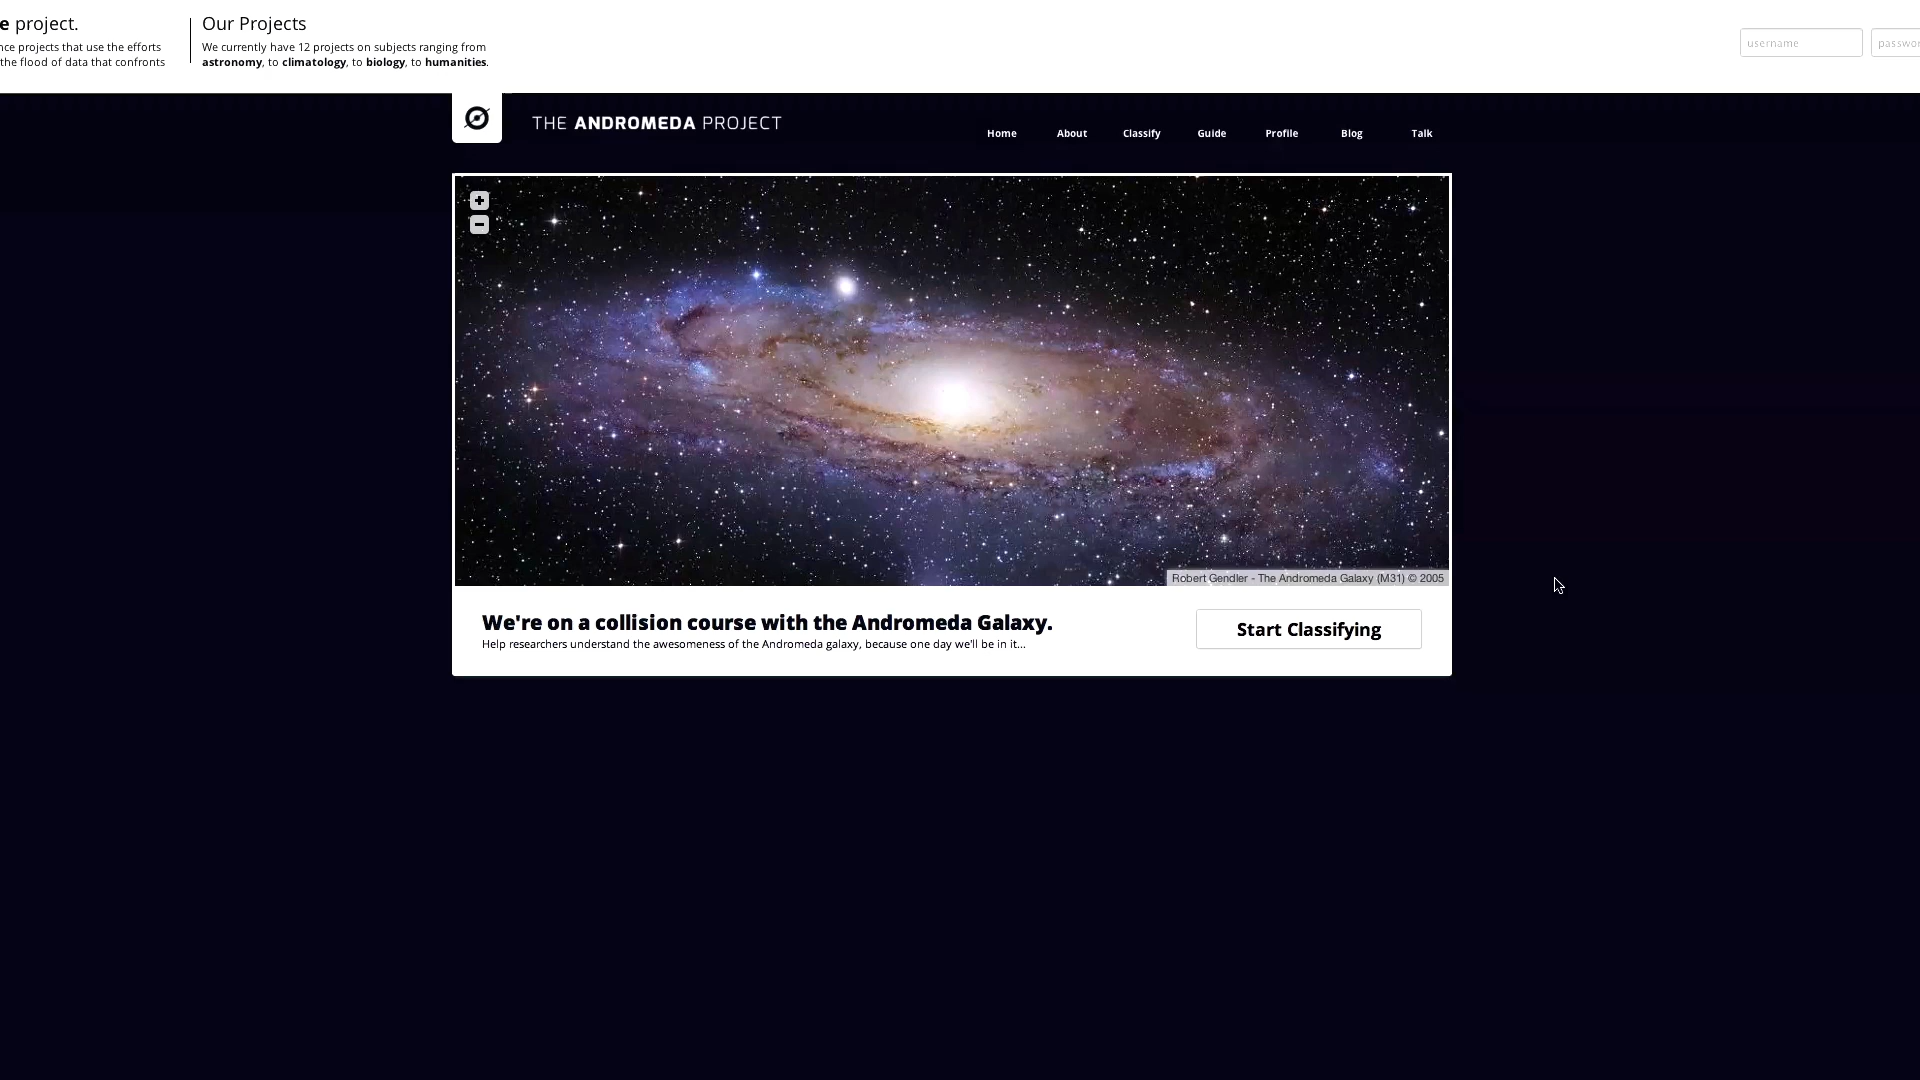 e project.
nce projects that use the efforts
the flood of data that confronts
Our Projects
We currently have 12 projects on subjects ranging from
astronomy, to climatology, to biology, to humanities.
username
passwor
THE ANDROMEDA PROJECT
Home
About
Classify
Guide
Profile
Blog
Talk
Robert Gendler - The Andromeda Galaxy (M31) © 2005
We're on a collision course with the Andromeda Galaxy.
Help researchers understand the awesomeness of the Andromeda galaxy, because one day we'll be in it...
Start Classifying